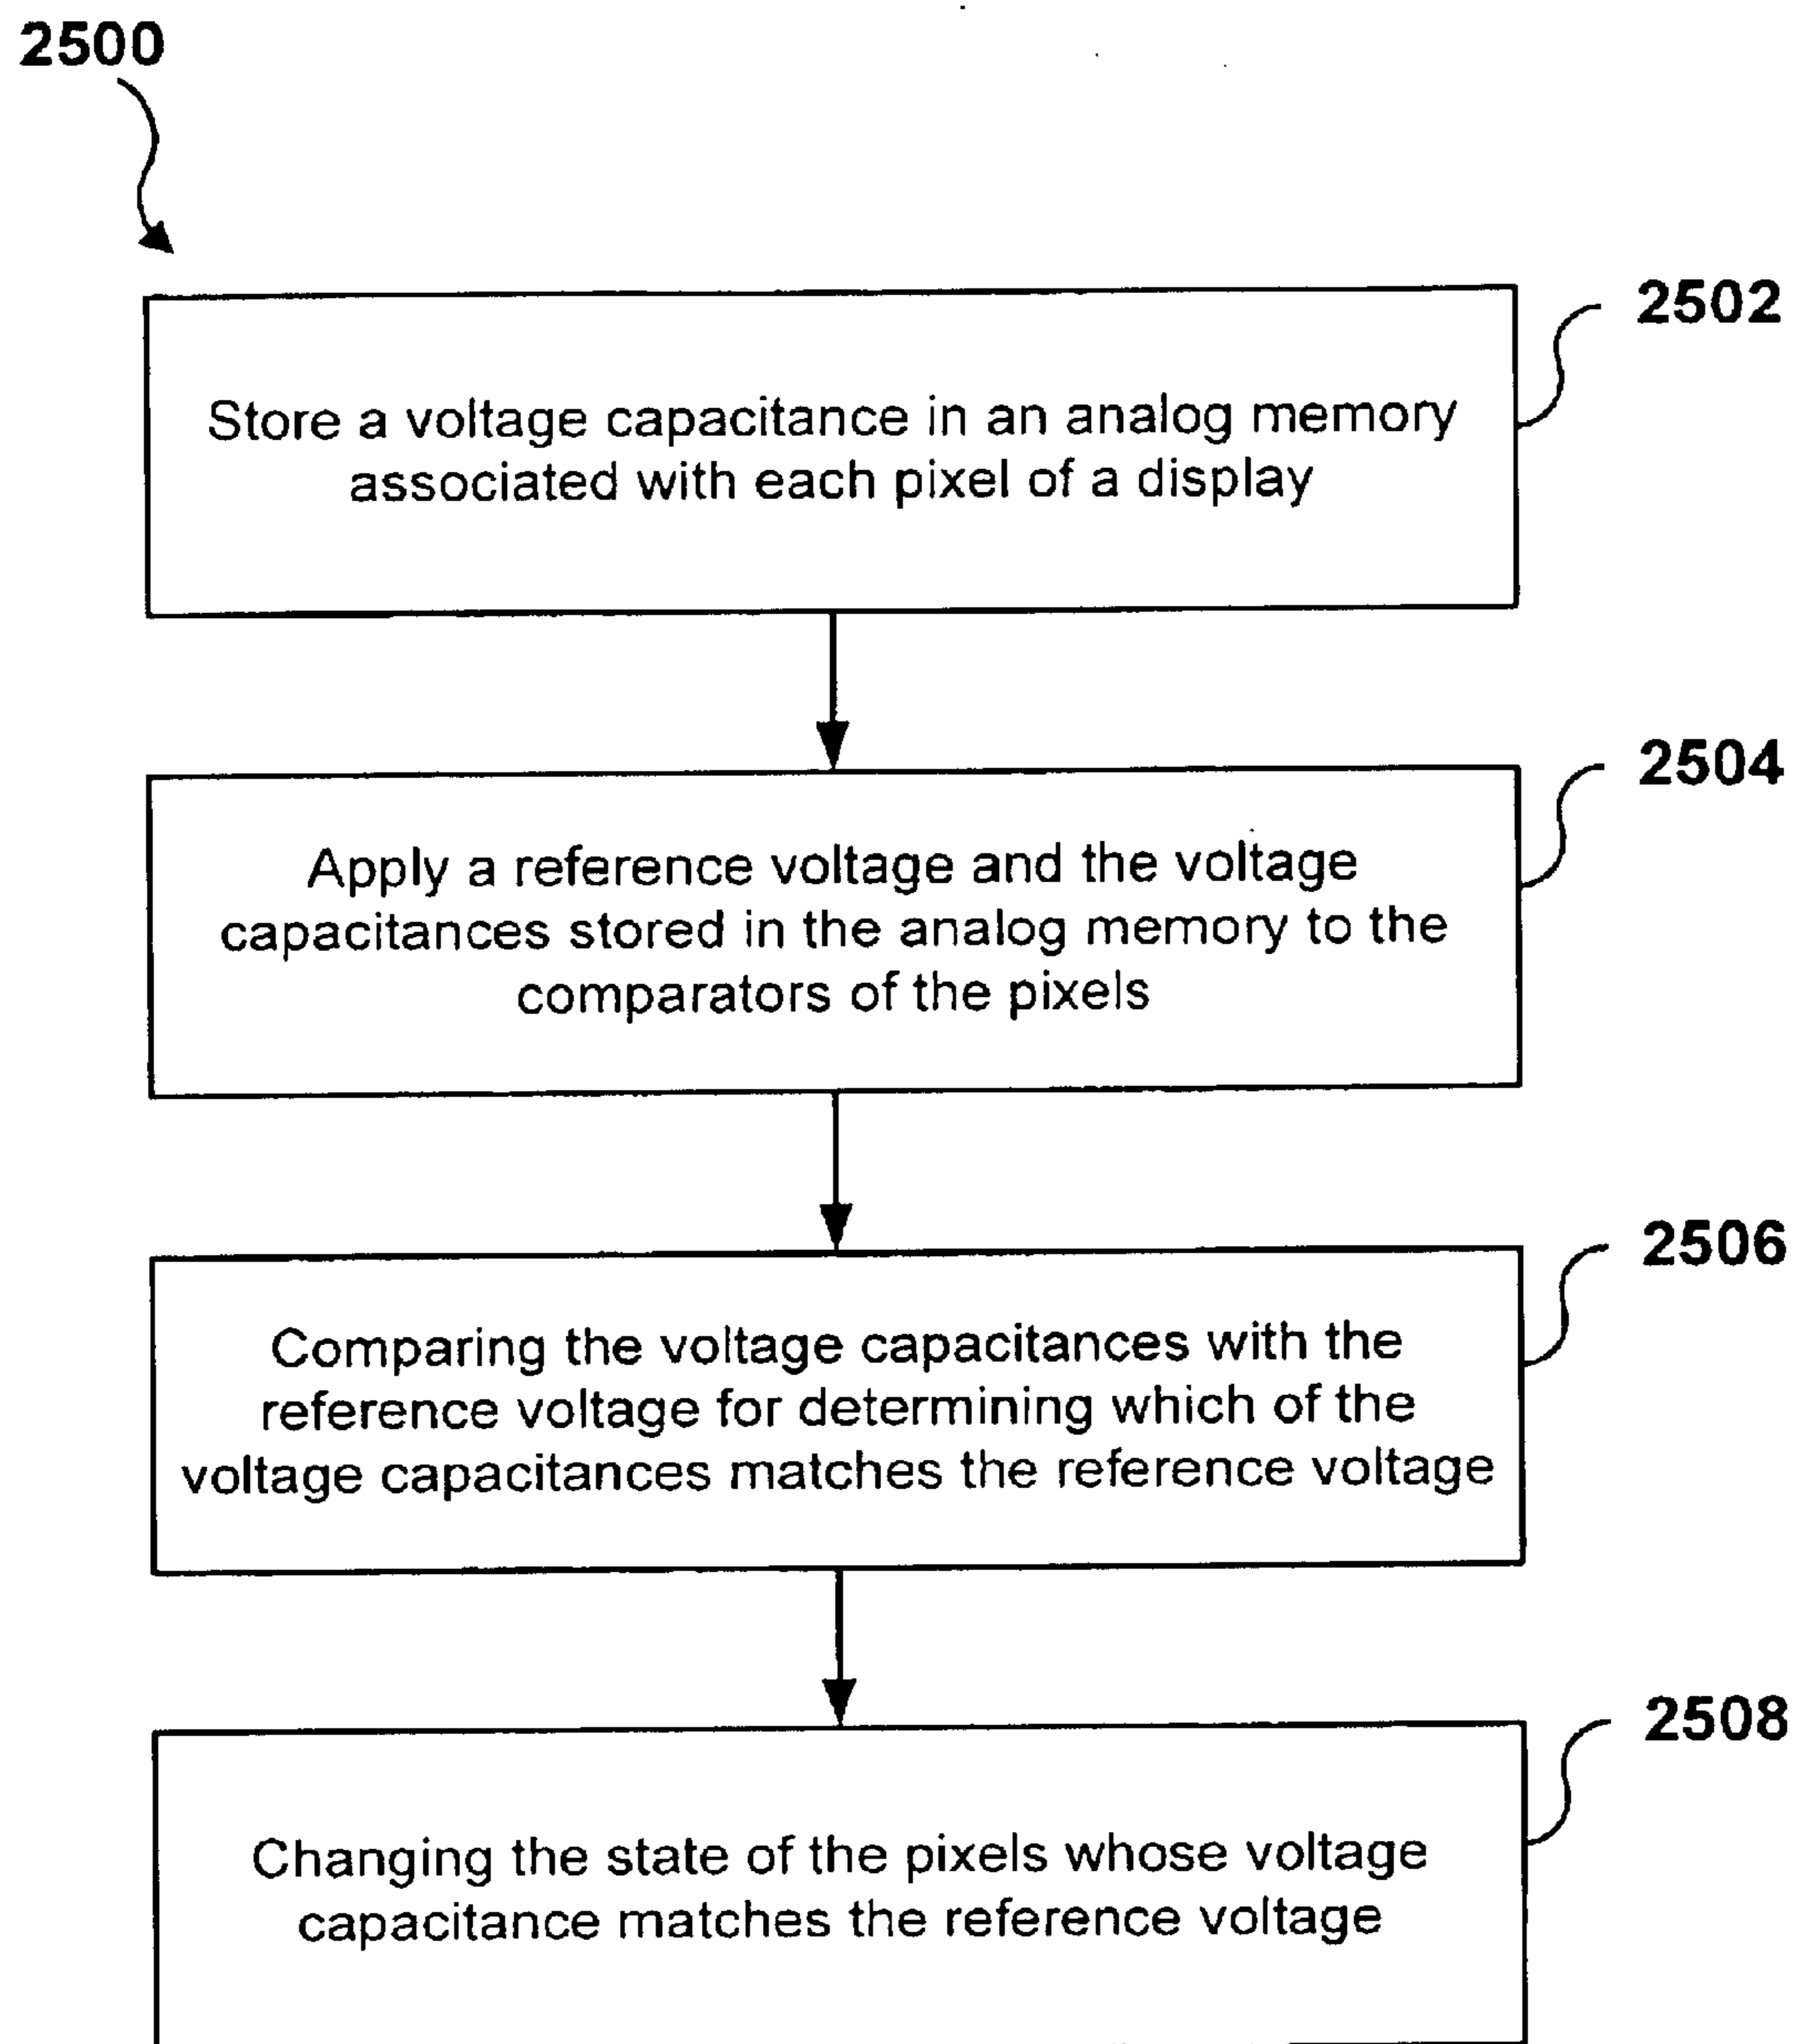 2500
2502
Store a voltage capacitance in an analog memory
associated with each pixel of a display
2504
Apply a reference voltage and the voltage
capacitances stored in the analog memory to the
comparators of the pixels
2506
Comparing the voltage capacitances with the
reference voltage for determining which of the
voltage capacitances matches the reference voltage
2508
Changing the state of the pixels whose voltage
capacitance matches the reference voltage